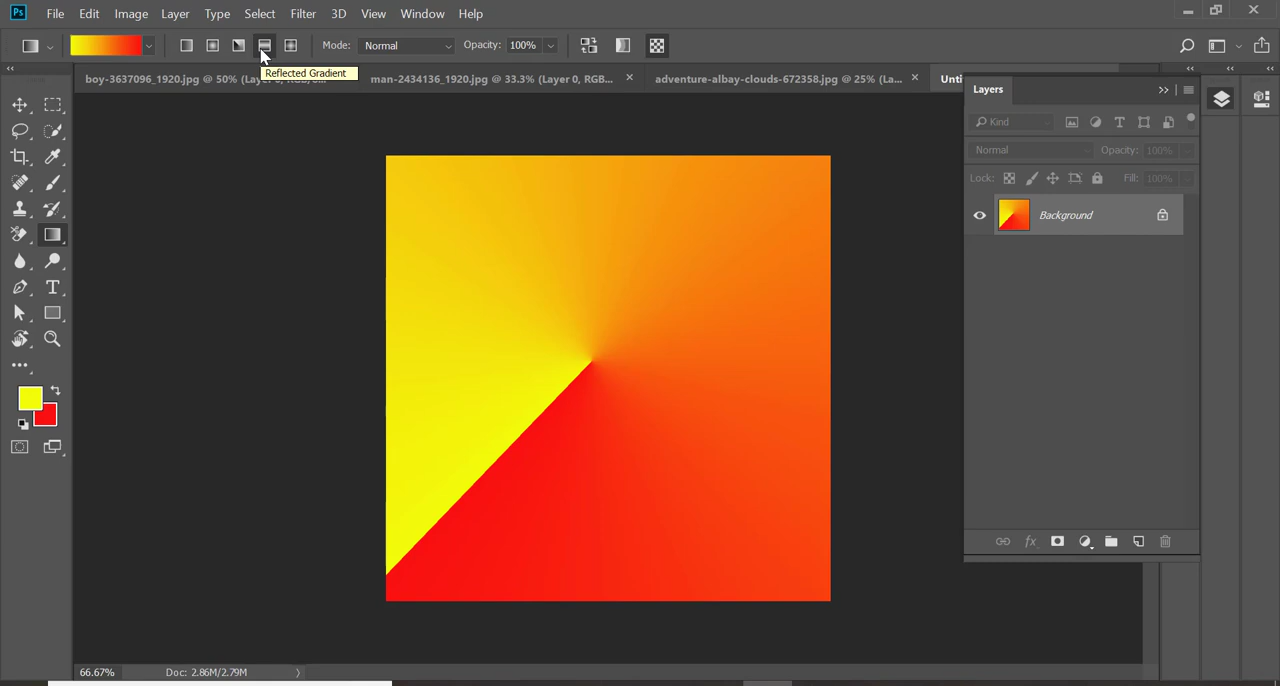 Ps File Edit Image Layer Type Select Filter 3D View Window Help
Mode: Normal Opacity: 100%
Reflected Gradient
boy-3637096_1920.jpg @ 50% man-2434136_1920.jpg @ 33.3% (Layer 0, RGB... adventure-albay-clouds-672358.jpg @ 25% (La... Unti
Layers
Kind
Normal Opacity: 100%
Lock: Fill: 100%
Background
fx
66.67% Doc: 2.86M/2.79M